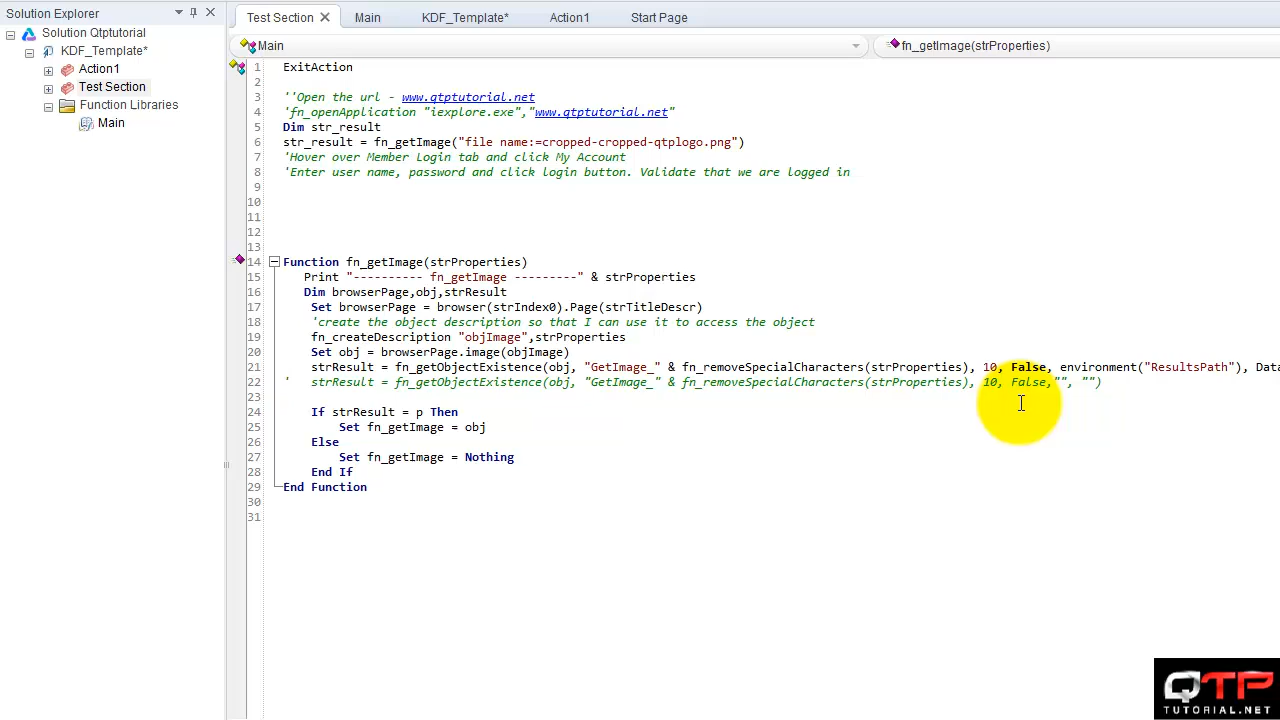 Solution Explorer
Solution Qtptutorial
KDF_Template*
Action1
Test Section
Function Libraries
Main
Test Section Main KDF_Template* Action1 Start Page
Main fn_getImage(strProperties)
1 ExitAction
2
3 ''Open the url - www.qtptutorial.net
4 'fn_openApplication "iexplore.exe","www.qtptutorial.net"
5 Dim str_result
6 str_result = fn_getImage("file name:=cropped-cropped-qtplogo.png")
7 'Hover over Member Login tab and click My Account
8 'Enter user name, password and click login button. Validate that we are logged in
9
10
11
12
13
14 Function fn_getImage(strProperties)
15 Print "---------- fn_getImage ---------" & strProperties
16 Dim browserPage,obj,strResult
17 Set browserPage = browser(strIndex0).Page(strTitleDescr)
18 'create the object description so that I can use it to access the object
19 fn_createDescription "objImage",strProperties
20 Set obj = browserPage.image(objImage)
21 strResult = fn_getObjectExistence(obj, "GetImage_" & fn_removeSpecialCharacters(strProperties), 10, False, environment("ResultsPath"), Data
22 ' strResult = fn_getObjectExistence(obj, "GetImage_" & fn_removeSpecialCharacters(strProperties), 10, False,"", "")
23
24 If strResult = p Then
25 Set fn_getImage = obj
26 Else
27 Set fn_getImage = Nothing
28 End If
29 End Function
30
31
QTP
TUTORIAL.NET